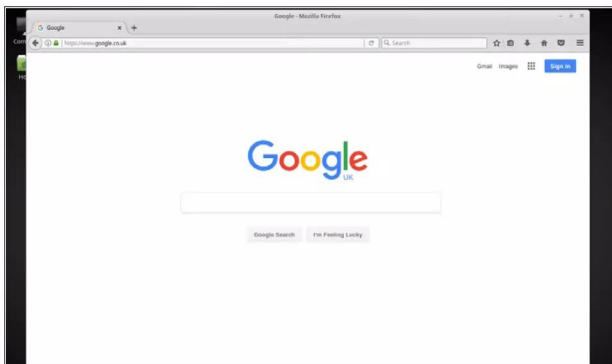 Google - Mozilla Firefox
Google
https://www.google.co.uk
Search
Gmail Images Sign in
Google
UK
Google Search I'm Feeling Lucky